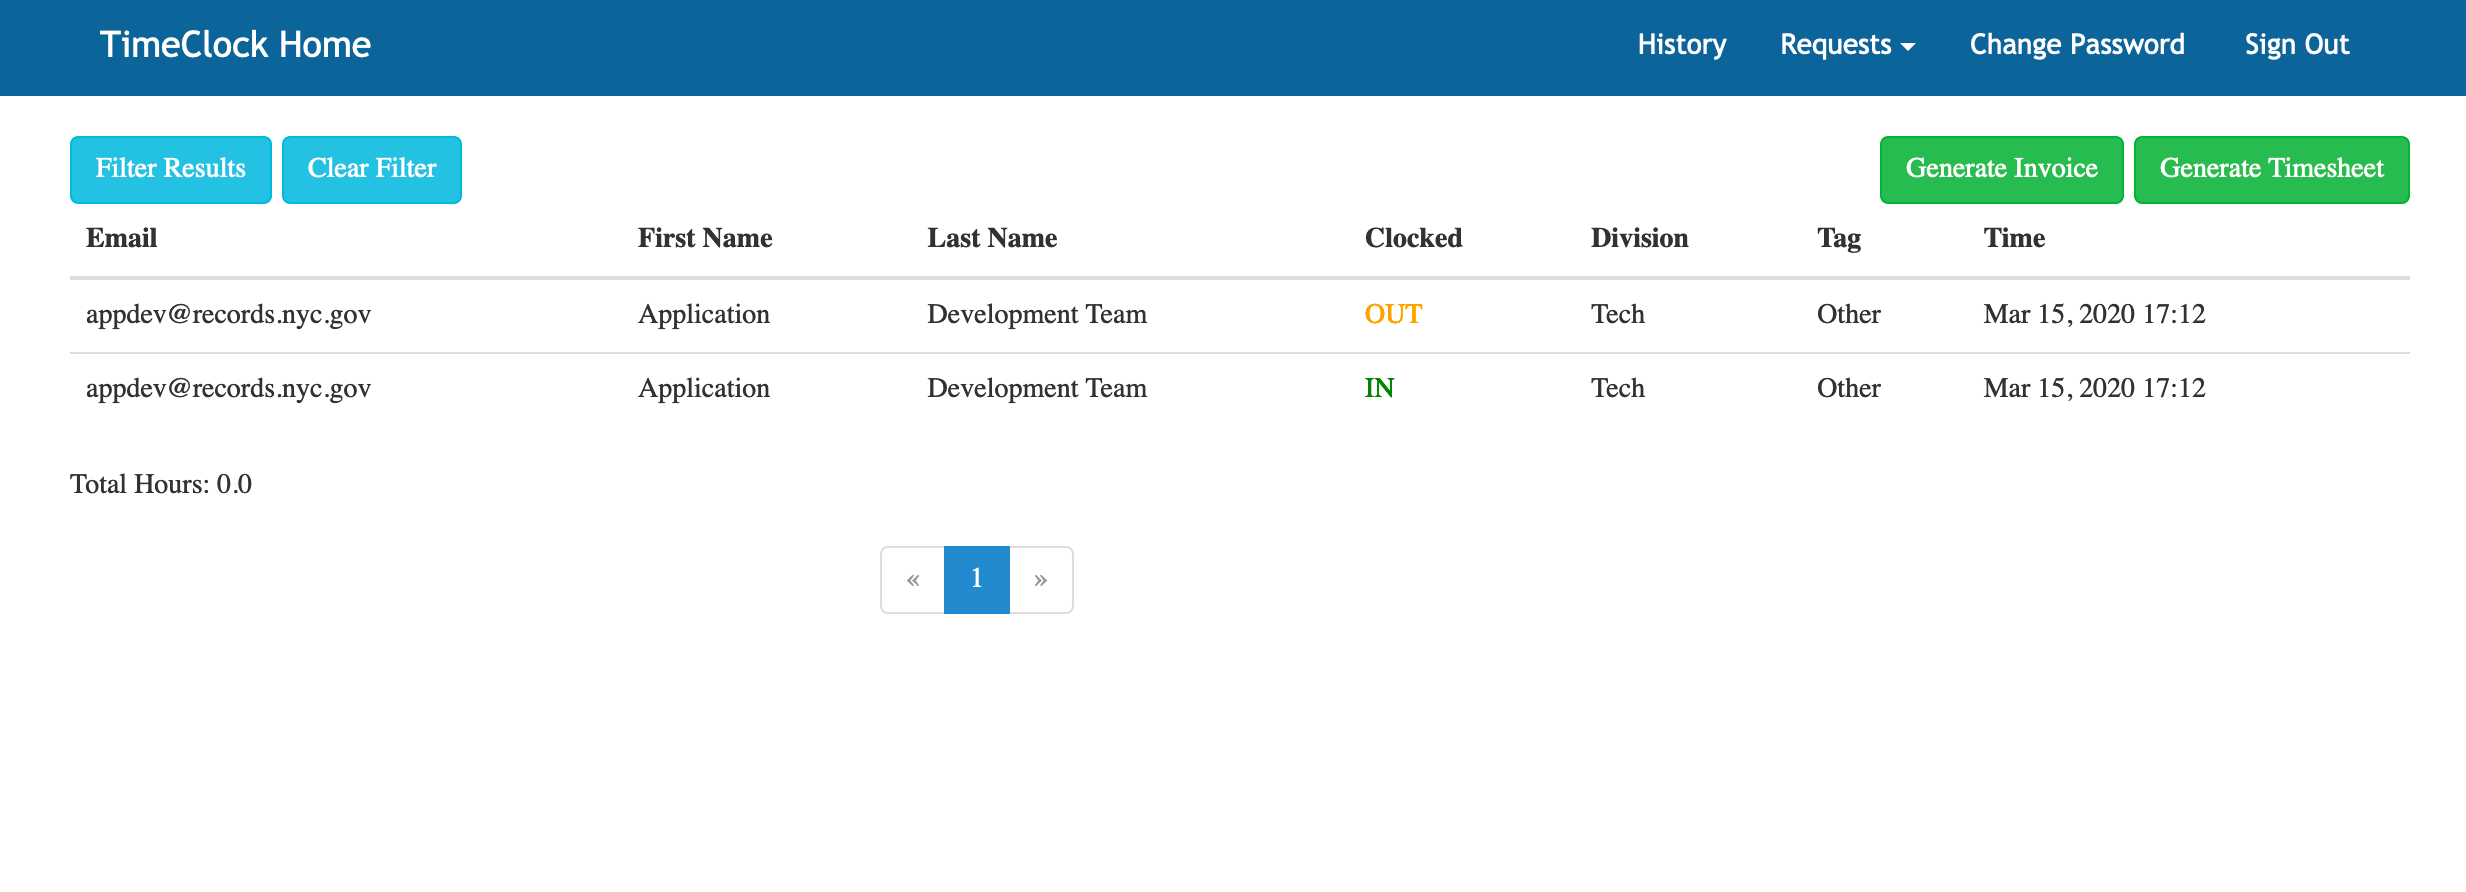 TimeClock Home History Requests Change Password Sign Out
Filter Results Clear Filter Generate Invoice Generate Timesheet
Email First Name Last Name Clocked Division Tag Time
appdev@records.nyc.gov Application Development Team OUT Tech Other Mar 15, 2020 17:12
appdev@records.nyc.gov Application Development Team IN Tech Other Mar 15, 2020 17:12
Total Hours: 0.0
« 1 »